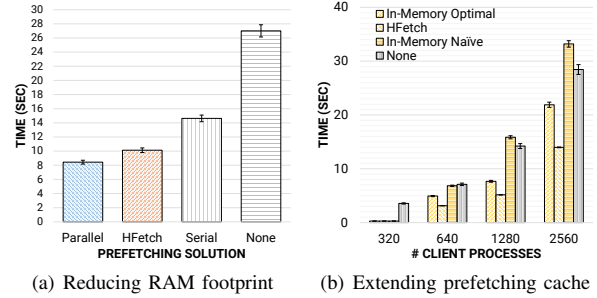 30
28
26
24
22
20
18
16
14
12
10
8
6
4
2
0
TIME (SEC)
Parallel HFetch Serial None
PREFETCHING SOLUTION
(a) Reducing RAM footprint
40
30
20
10
0
TIME (SEC)
In-Memory Optimal
HFetch
In-Memory Naïve
None
320 640 1280 2560
# CLIENT PROCESSES
(b) Extending prefetching cache